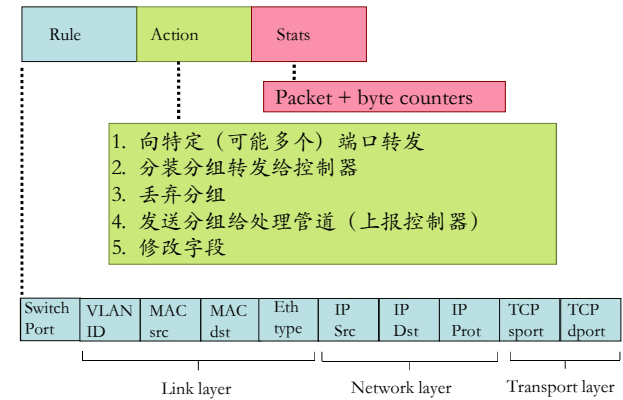 Rule Action Stats
Packet + byte counters
1. 向特定（可能多个）端口转发
2. 分装分组转发给控制器
3. 丢弃分组
4. 发送分组给处理管道（上报控制器）
5. 修改字段
Switch Port
VLAN ID
MAC src
MAC dst
Eth type
IP Src
IP Dst
IP Prot
TCP sport
TCP dport
Link layer
Network layer
Transport layer